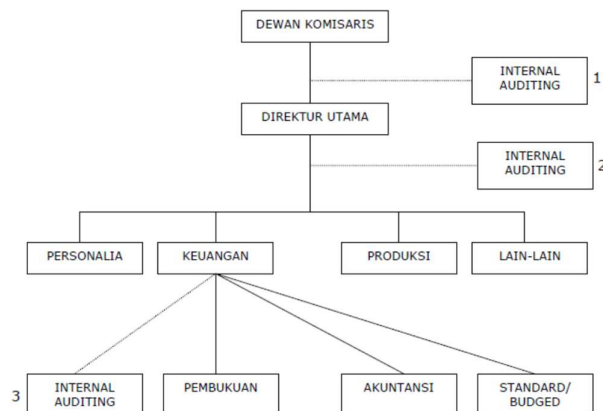 DEWAN KOMISARIS
INTERNAL
AUDITING
1
DIREKTUR UTAMA
INTERNAL
AUDITING
2
PERSONALIA
KEUANGAN
PRODUKSI
LAIN-LAIN
3
INTERNAL
AUDITING
PEMBUKUAN
AKUNTANSI
STANDARD/
BUDGED